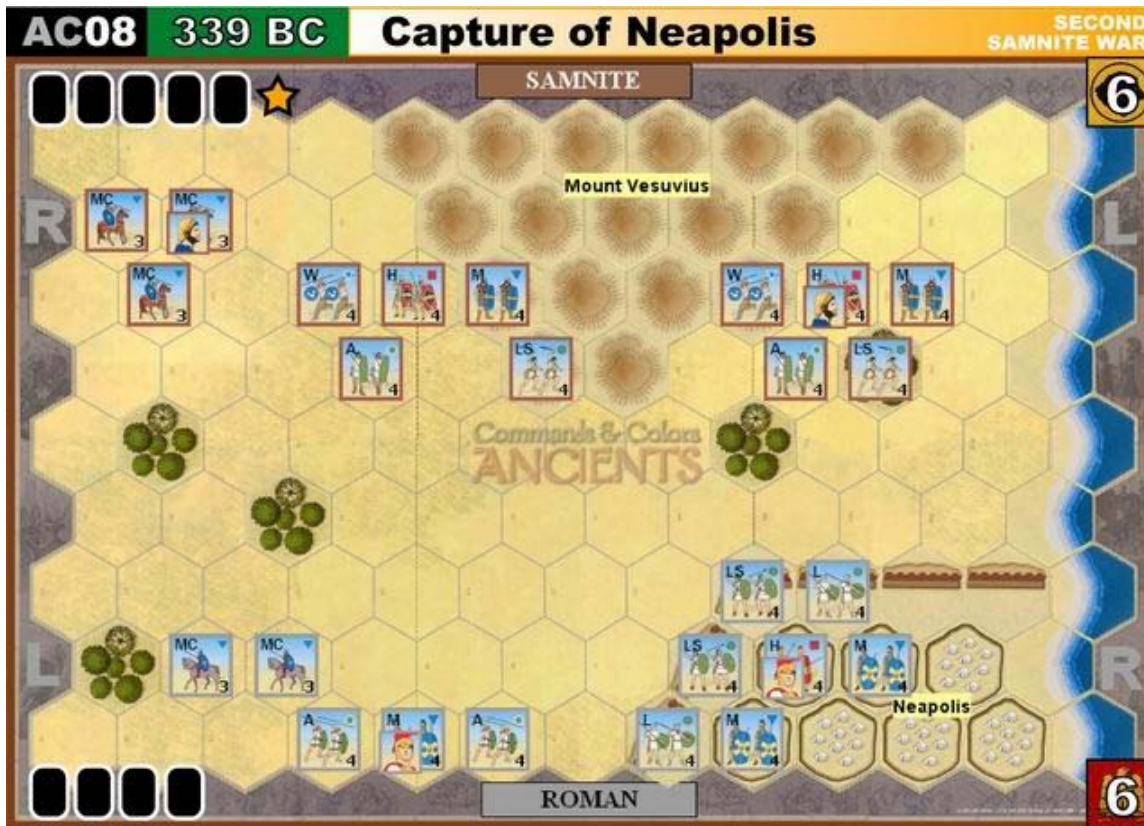 AC08 339 BC Capture of Neapolis SECOND
SAMNITE WAR
SAMNITE
6
Mount Vesuvius
R MC 3 MC 3 L
MC 3 W 4 H 4 M 4 W 4 H 4 M 4
A 4 LS 4 A 4 LS 4
Commands & Colors
ANCIENTS
LS 4 L 4
L MC 3 MC 3 LS 4 H 4 M 4 R
Neapolis
A 4 M 4 A 4 L 4 M 4
ROMAN
6